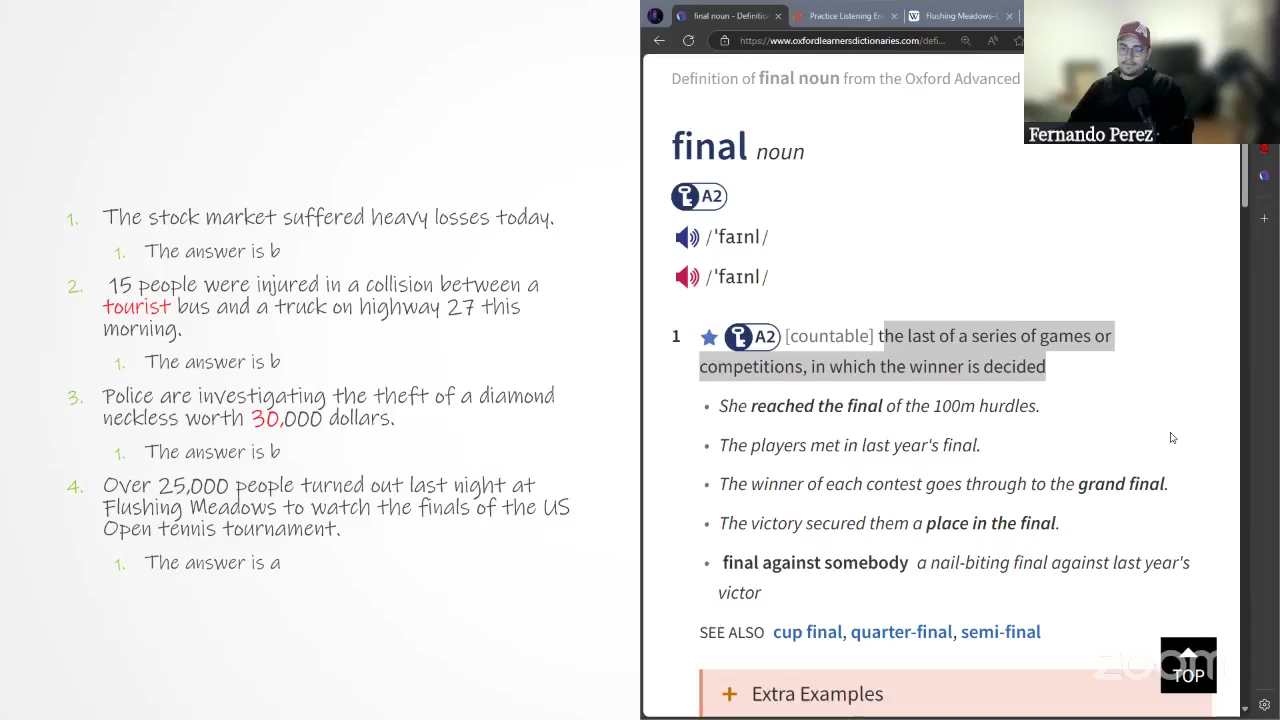 1. The stock market suffered heavy losses today.
1. The answer is b
2. 15 people were injured in a collision between a
tourist bus and a truck on highway 27 this
morning.
1. The answer is b
3. Police are investigating the theft of a diamond
neckless worth 30,000 dollars.
1. The answer is b
4. Over 25,000 people turned out last night at
Flushing Meadows to watch the finals of the US
Open tennis tournament.
1. The answer is a
final noun - Definitio
Practice Listening En
Flushing Meadows-C
https://www.oxfordlearnersdictionaries.com/defi...
Definition of final noun from the Oxford Advanced
Fernando Perez
final noun
A2
/ˈfaɪnl/
/ˈfaɪnl/
1 A2 [countable] the last of a series of games or
competitions, in which the winner is decided
• She reached the final of the 100m hurdles.
• The players met in last year's final.
• The winner of each contest goes through to the grand final.
• The victory secured them a place in the final.
• final against somebody a nail-biting final against last year's
victor
SEE ALSO cup final, quarter-final, semi-final
zoom
TOP
+ Extra Examples